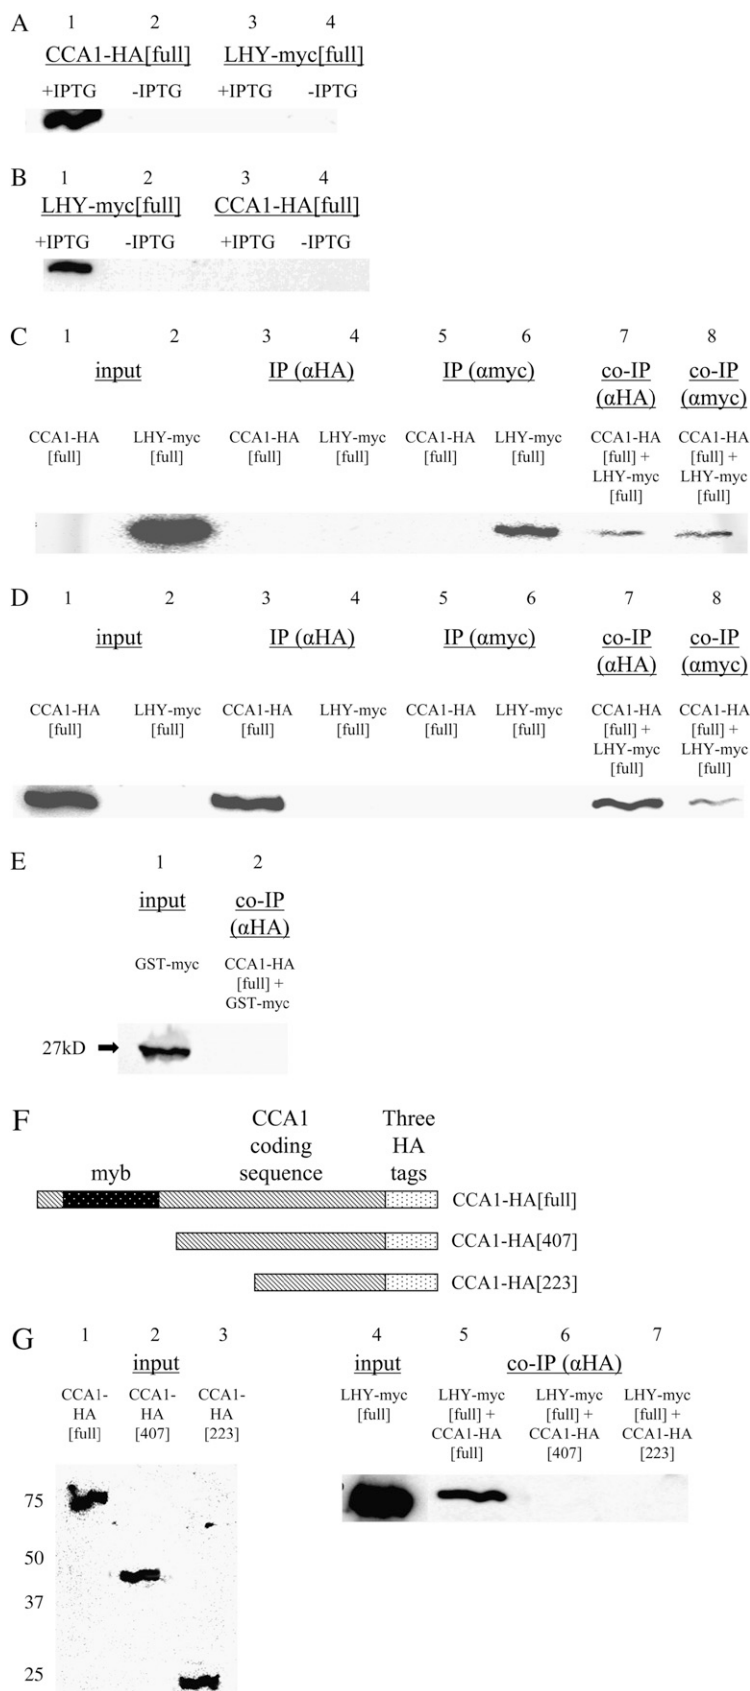 A
1 2 3 4
CCA1-HA[full] LHY-myc[full]
+IPTG -IPTG +IPTG -IPTG
B
1 2 3 4
LHY-myc[full] CCA1-HA[full]
+IPTG -IPTG +IPTG -IPTG
C
1 2 3 4 5 6 7 8
input IP (αHA) IP (αmyc) co-IP (αHA) co-IP (αmyc)
CCA1-HA [full] LHY-myc [full] CCA1-HA [full] LHY-myc [full] CCA1-HA [full] LHY-myc [full] CCA1-HA [full] + LHY-myc [full] CCA1-HA [full] + LHY-myc [full]
D
1 2 3 4 5 6 7 8
input IP (αHA) IP (αmyc) co-IP (αHA) co-IP (αmyc)
CCA1-HA [full] LHY-myc [full] CCA1-HA [full] LHY-myc [full] CCA1-HA [full] LHY-myc [full] CCA1-HA [full] + LHY-myc [full] CCA1-HA [full] + LHY-myc [full]
E
1 2
input co-IP (αHA)
GST-myc CCA1-HA [full] + GST-myc
27kD
F
myb CCA1 coding sequence Three HA tags
CCA1-HA[full]
CCA1-HA[407]
CCA1-HA[223]
G
1 2 3 4 5 6 7
input input co-IP (αHA)
CCA1-HA [full] CCA1-HA [407] CCA1-HA [223] LHY-myc [full] LHY-myc [full] + CCA1-HA [full] LHY-myc [full] + CCA1-HA [407] LHY-myc [full] + CCA1-HA [223]
75
50
37
25